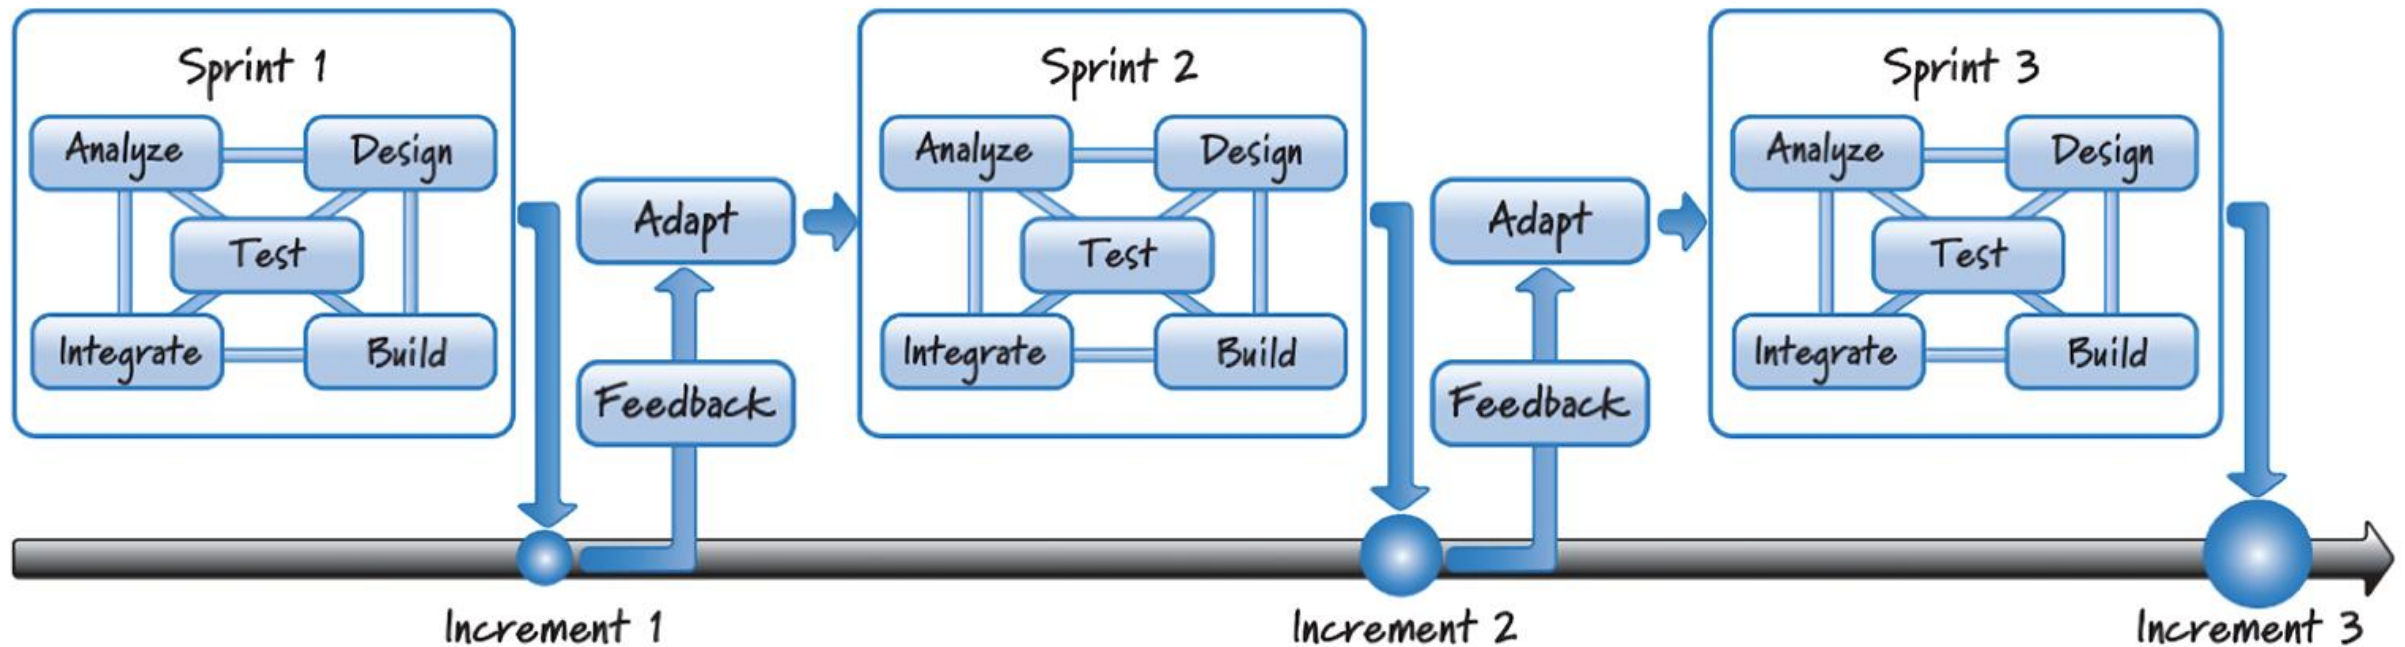 Sprint 1
Analyze
Design
Test
Integrate
Build
Adapt
Feedback
Increment 1
Sprint 2
Analyze
Design
Test
Integrate
Build
Adapt
Feedback
Increment 2
Sprint 3
Analyze
Design
Test
Integrate
Build
Increment 3